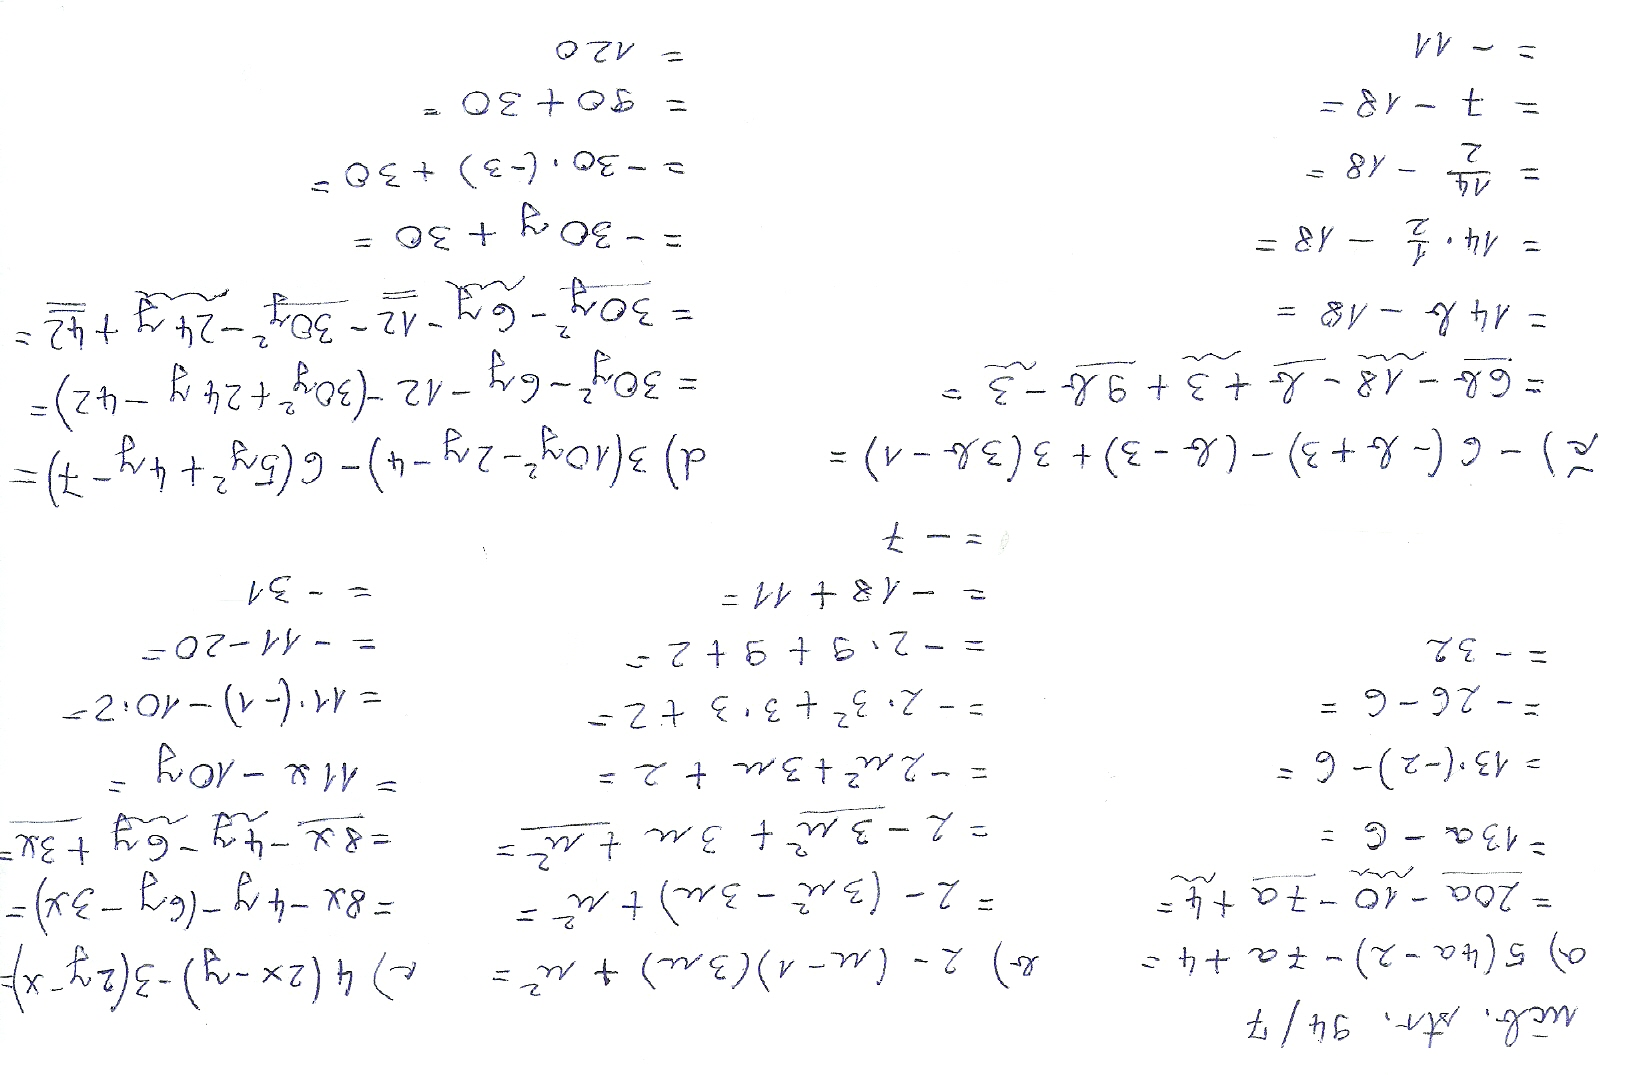 učb. str. 94/7
a) 5(4a-2)-7a+4=
=20a-10-7a+4=
=13a-6=
=13·(-2)-6=
=-26-6=
=-32
b) 2-(u-1)(3u)+u²=
=2-(3u²-3u)+u²=
=2-3u²+3u+u²=
=-2u²+3u+2=
=-2·3²+3·3+2=
=-2·9+9+2=
=-18+11=
=-7
c) 4(2x-y)-3(2y-x)=
=8x-4y-(6y-3x)=
=8x-4y-6y+3x=
=11x-10y=
=11·(-1)-10·2=
=-11-20=
=-31
č) -6(-b+3)-(b-3)+3(3b-1)=
=6b-18-b+3+9b-3=
=14b-18=
=14·½-18=
=14/2-18=
=7-18=
=-11
d) 3(10y²-2y-4)-6(5y²+4y-7)=
=30y²-6y-12-(30y²+24y-42)=
=30y²-6y-12-30y²-24y+42=
=-30y+30=
=-30·(-3)+30=
=90+30=
=120